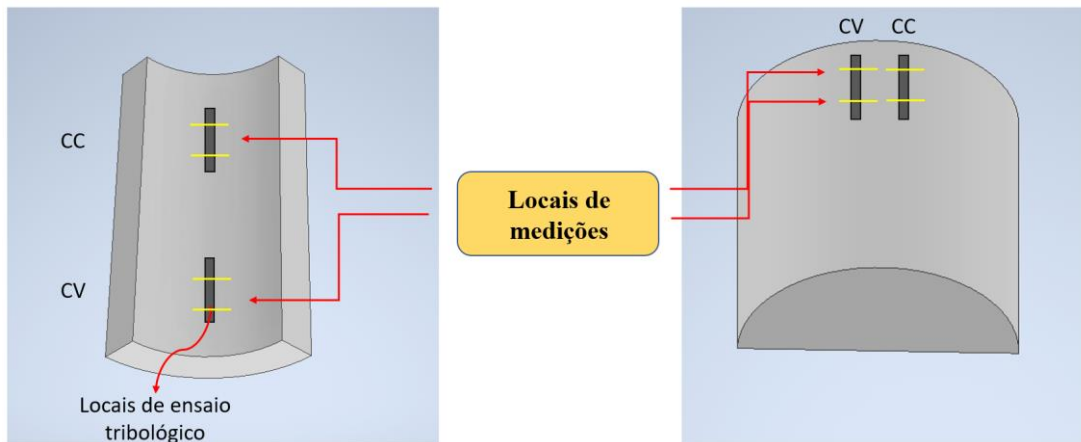 CC
CV
Locais de ensaio
tribológico
Locais de
medições
CV CC